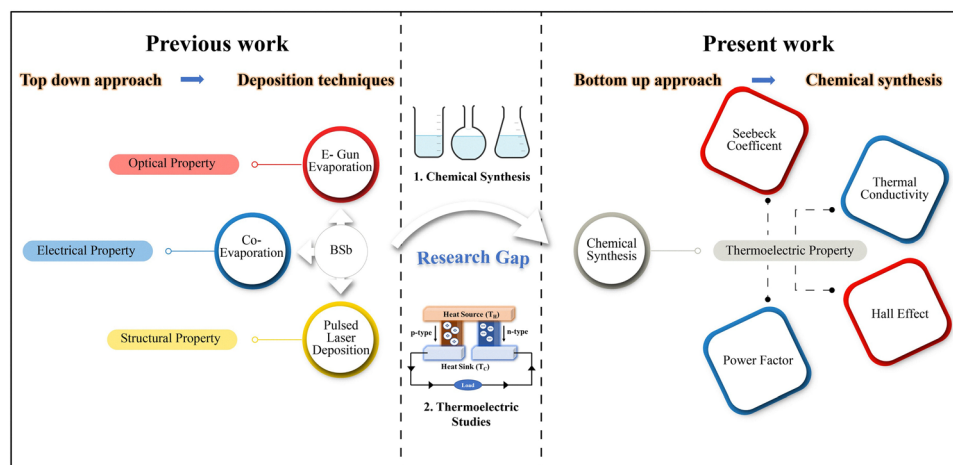 Previous work
Top down approach
Deposition techniques
Optical Property
E- Gun
Evaporation
Electrical Property
Co-
Evaporation
BSb
Structural Property
Pulsed
Laser
Deposition
1. Chemical Synthesis
Research Gap
Heat Source (T_H)
p-type
n-type
Heat Sink (T_C)
Load
2. Thermoelectric
Studies
Present work
Bottom up approach
Chemical synthesis
Seebeck
Coefficent
Thermal
Conductivity
Chemical
Synthesis
Thermoelectric Property
Power Factor
Hall Effect